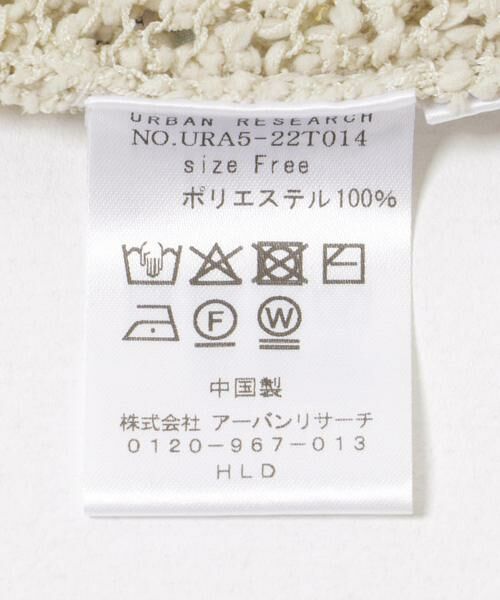 URBAN RESEARCH
NO.URA5-22T014
size Free
ポリエステル100%
F W
中国製
株式会社 アーバンリサーチ
0120-967-013
HLD